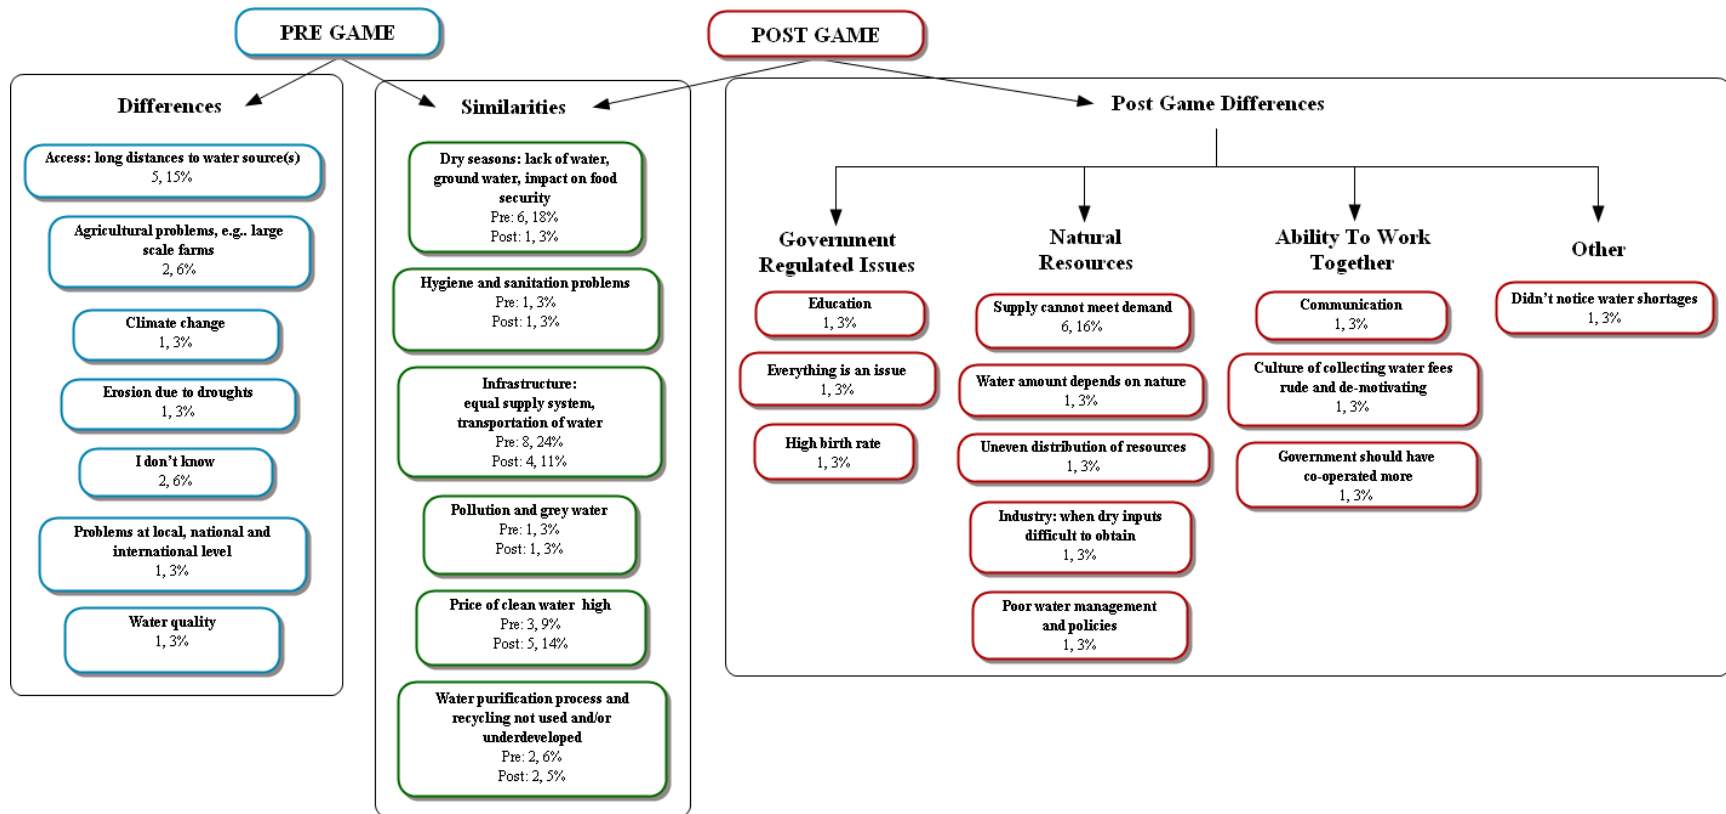 PRE GAME
POST GAME
Differences
Access: long distances to water source(s)
5, 15%
Agricultural problems, e.g.. large
scale farms
2, 6%
Climate change
1, 3%
Erosion due to droughts
1, 3%
I don't know
2, 6%
Problems at local, national and
international level
1, 3%
Water quality
1, 3%
Similarities
Dry seasons: lack of water,
ground water, impact on food
security
Pre: 6, 18%
Post: 1, 3%
Hygiene and sanitation problems
Pre: 1, 3%
Post: 1, 3%
Infrastructure:
equal supply system,
transportation of water
Pre: 8, 24%
Post: 4, 11%
Pollution and grey water
Pre: 1, 3%
Post: 1, 3%
Price of clean water high
Pre: 3, 9%
Post: 5, 14%
Water purification process and
recycling not used and/or
underdeveloped
Pre: 2, 6%
Post: 2, 5%
Post Game Differences
Government
Regulated Issues
Education
1, 3%
Everything is an issue
1, 3%
High birth rate
1, 3%
Natural
Resources
Supply cannot meet demand
6, 16%
Water amount depends on nature
1, 3%
Uneven distribution of resources
1, 3%
Industry: when dry inputs
difficult to obtain
1, 3%
Poor water management
and policies
1, 3%
Ability To Work
Together
Communication
1, 3%
Culture of collecting water fees
rude and de-motivating
1, 3%
Government should have
co-operated more
1, 3%
Other
Didn't notice water shortages
1, 3%